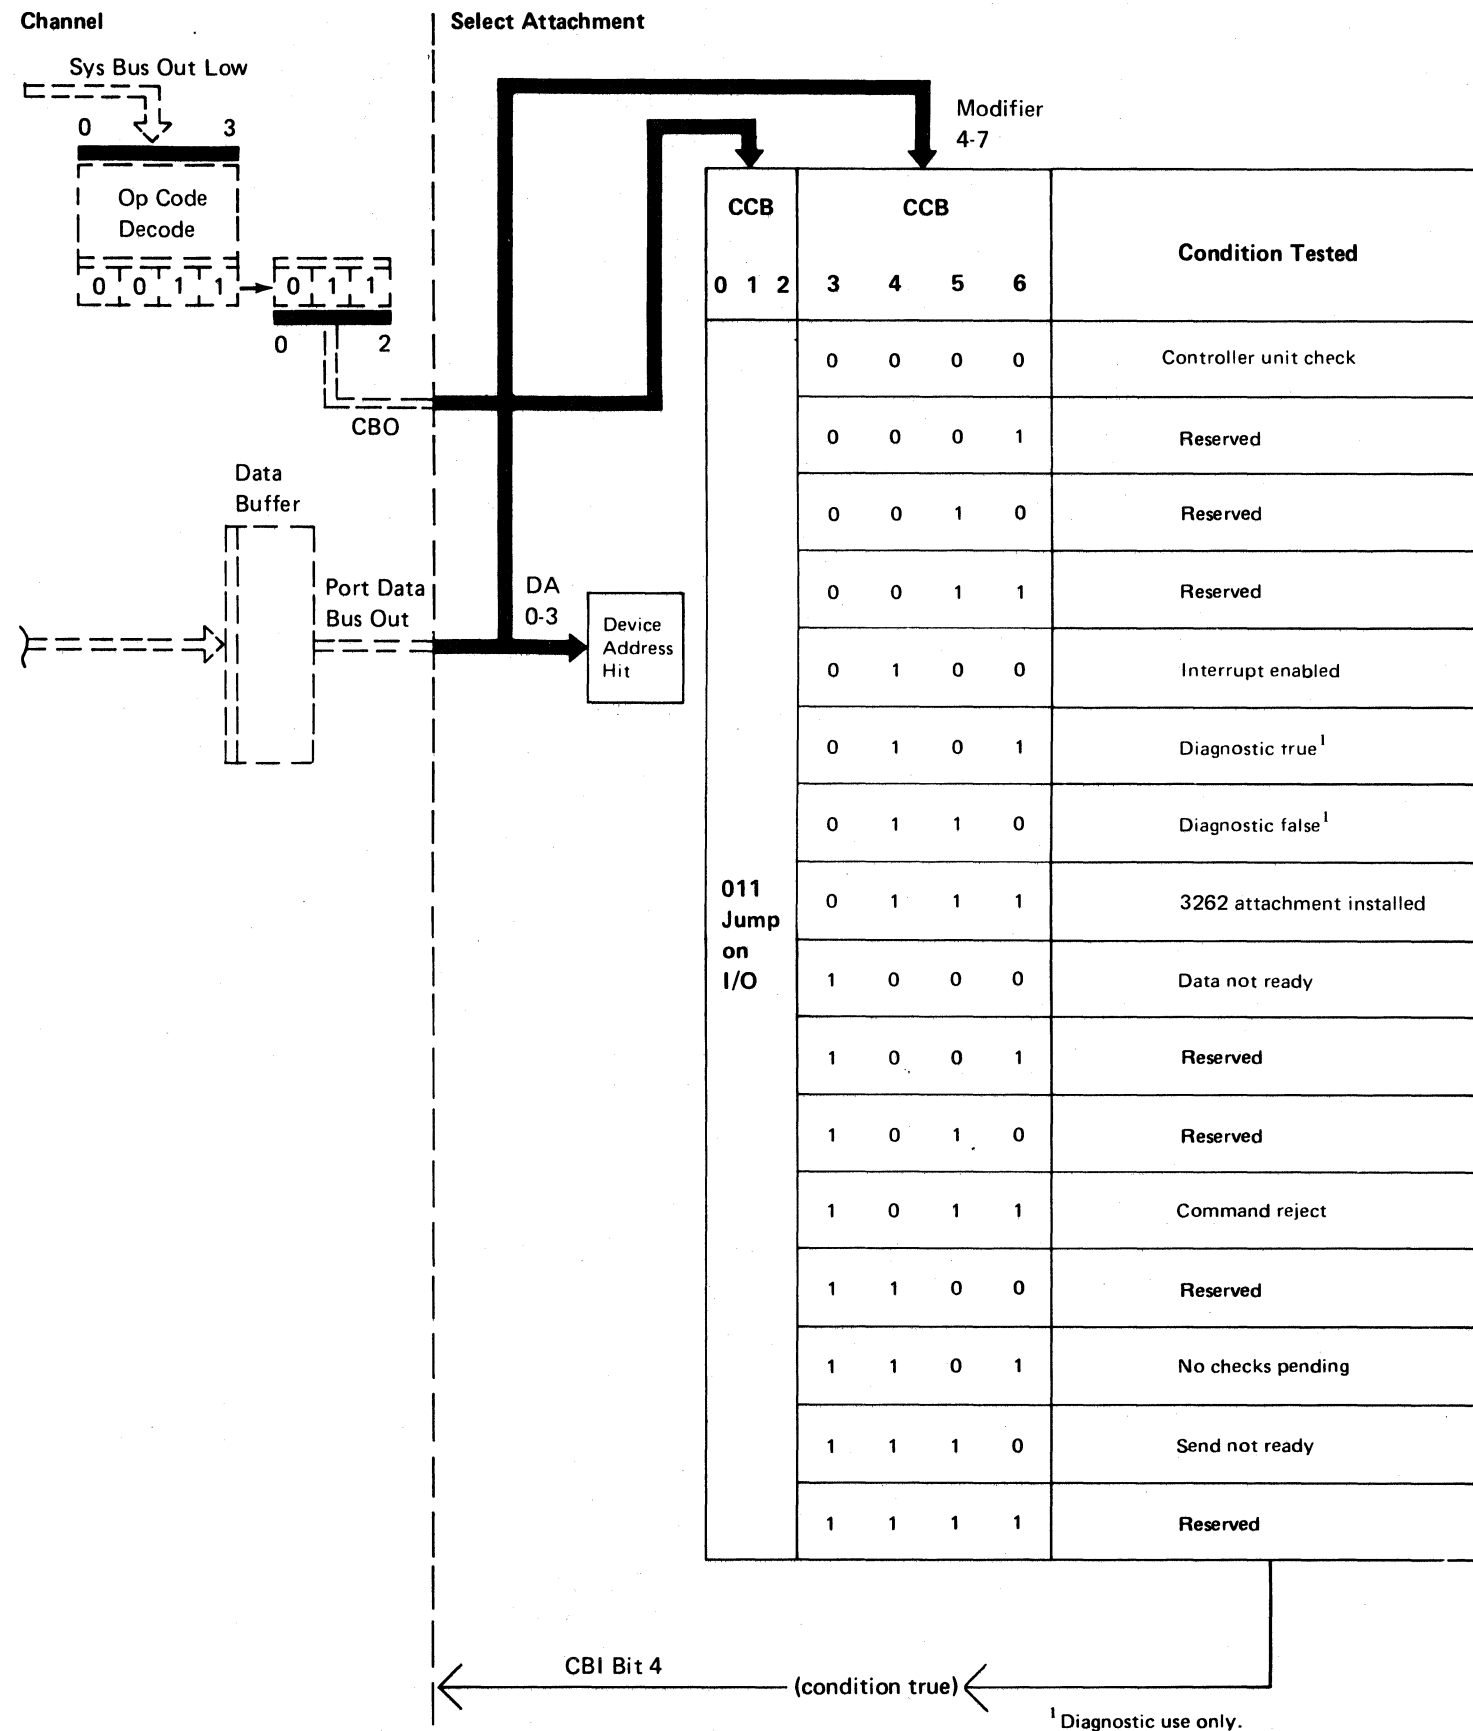 Channel
Select Attachment
Sys Bus Out Low
0 3
Op Code
Decode
0 0 1 1
0 1 1
0 2
CBO
Data
Buffer
Port Data
Bus Out
DA
0-3
Device
Address
Hit
Modifier
4-7
CCB CCB Condition Tested
0 1 2 3 4 5 6
011
Jump
on
I/O
0 0 0 0 Controller unit check
0 0 0 1 Reserved
0 0 1 0 Reserved
0 0 1 1 Reserved
0 1 0 0 Interrupt enabled
0 1 0 1 Diagnostic true¹
0 1 1 0 Diagnostic false¹
0 1 1 1 3262 attachment installed
1 0 0 0 Data not ready
1 0 0 1 Reserved
1 0 1 0 Reserved
1 0 1 1 Command reject
1 1 0 0 Reserved
1 1 0 1 No checks pending
1 1 1 0 Send not ready
1 1 1 1 Reserved
CBI Bit 4
(condition true)
¹ Diagnostic use only.